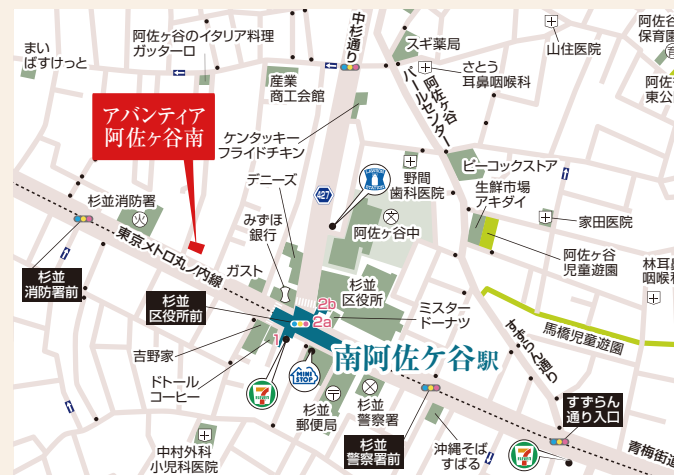 まい
ばすけっと
阿佐ヶ谷のイタリア料理
ガッターロ
中杉通り
スギ薬局
山住医院
阿佐ヶ谷
保育園
さとう
耳鼻咽喉科
産業
商工会館
阿佐ヶ谷
パールセンター
東公
アバンティア
阿佐ヶ谷南
ケンタッキー
フライドチキン
デニーズ
427
野間
歯科医院
ピーコックストア
生鮮市場
アキダイ
杉並消防署
みずほ
銀行
文
阿佐ヶ谷中
家田医院
火
東京メトロ丸ノ内線
阿佐ヶ谷
児童遊園
杉並
消防署前
ガスト
杉並
区役所
林耳鼻
咽喉科
杉並
区役所前
2b
2a
ミスター
ドーナツ
馬橋児童遊園
すずらん通り
吉野家
1
南阿佐ケ谷駅
ドトール
コーヒー
MINI
STOP
杉並
郵便局
杉並
警察署
すずらん
通り入口
中村外科
小児科医院
杉並
警察署前
沖縄そば
すばる
青梅街道